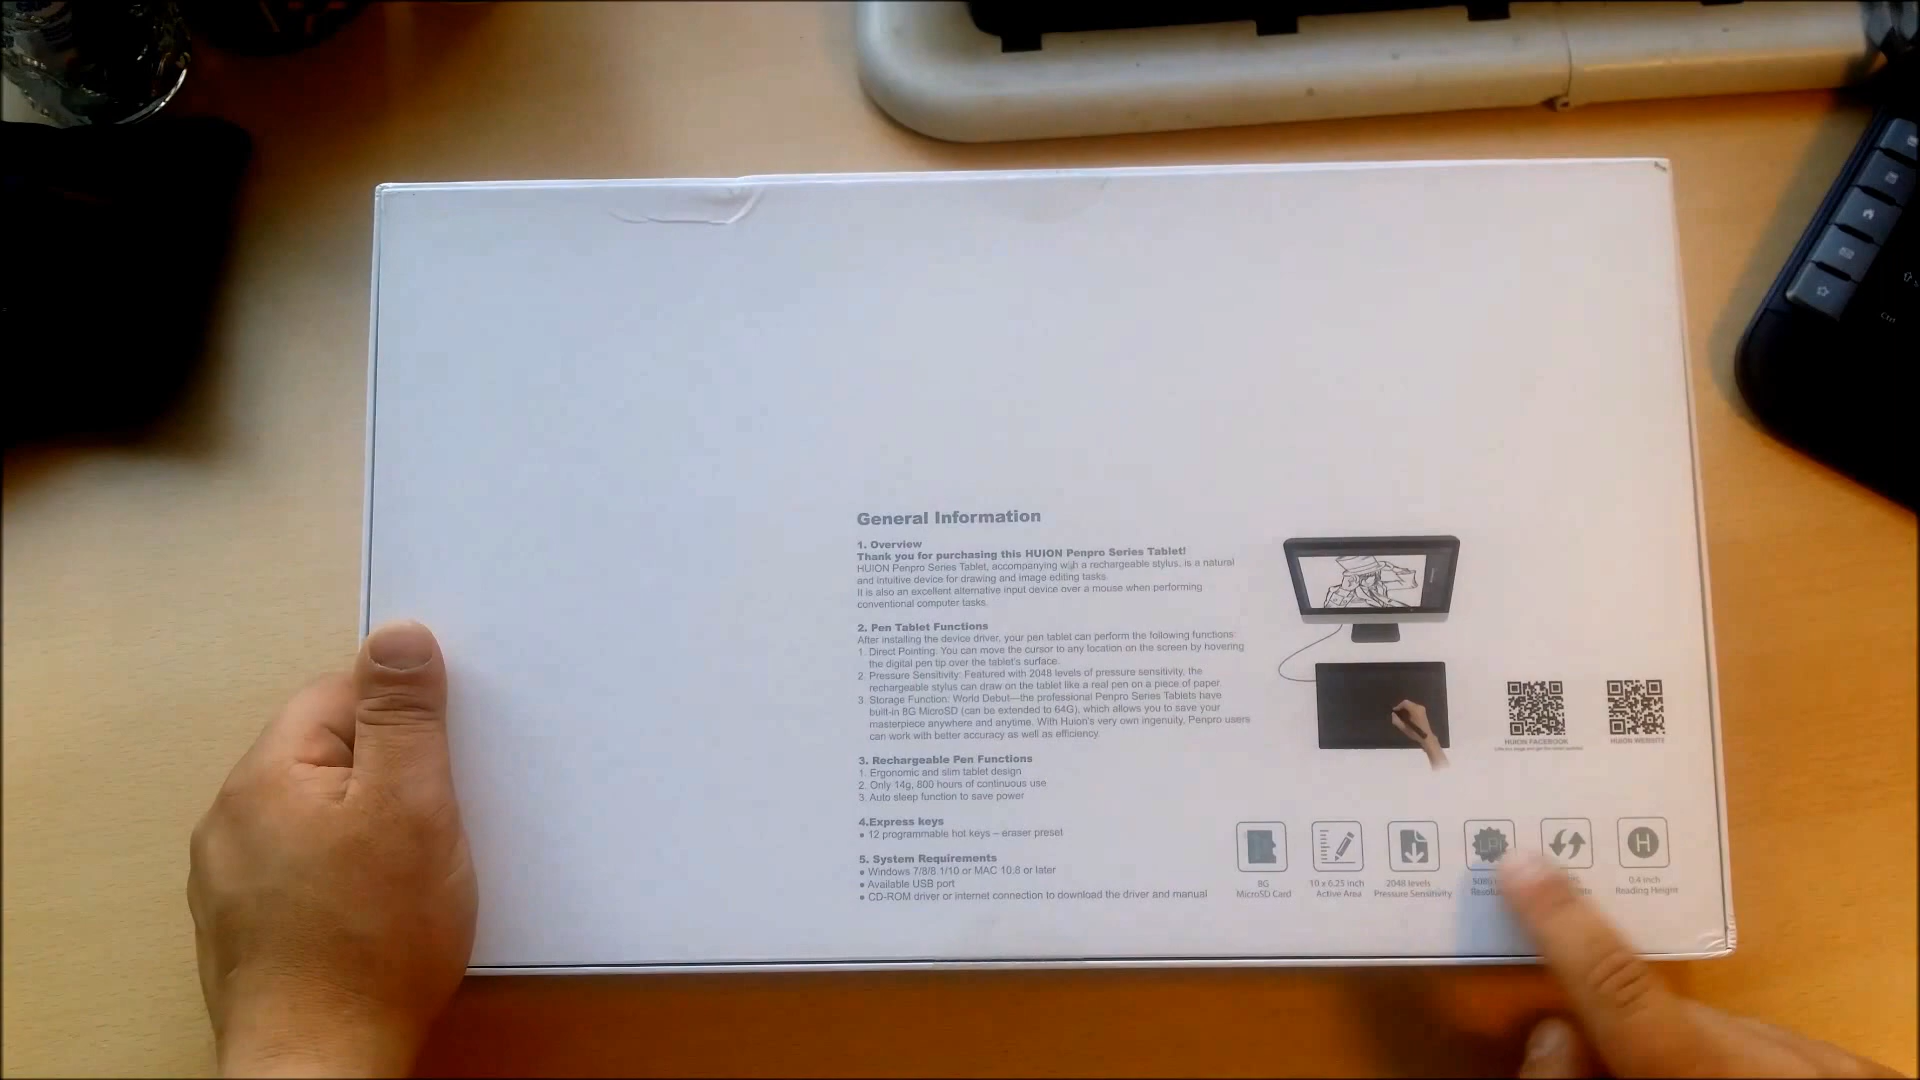 General Information
1. Overview
Thank you for purchasing this HUION Penpro Series Tablet!
HUION Penpro Series Tablet, accompanying with a rechargeable stylus, is a natural
and intuitive device for drawing and image editing tasks.
It is also an excellent alternative input device over a mouse when performing
conventional computer tasks.
2. Pen Tablet Functions
After installing the device driver, your pen tablet can perform the following functions:
1. Direct Pointing: You can move the cursor to any location on the screen by hovering
the digital pen tip over the tablet's surface.
2. Pressure Sensitivity: Featured with 2048 levels of pressure sensitivity, the
rechargeable stylus can draw on the tablet like a real pen on a piece of paper.
3. Storage Function: World Debut—the professional Penpro Series Tablets have
built-in 8G MicroSD (can be extended to 64G), which allows you to save your
masterpiece anywhere and anytime. With Huion's very own ingenuity, Penpro users
can work with better accuracy as well as efficiency.
3. Rechargeable Pen Functions
1. Ergonomic and slim tablet design
2. Only 14g, 800 hours of continuous use
3. Auto sleep function to save power
4.Express keys
• 12 programmable hot keys – eraser preset
5. System Requirements
• Windows 7/8/8.1/10 or MAC 10.8 or later
• Available USB port
• CD-ROM driver or internet connection to download the driver and manual
HUION FACEBOOK
HUION WEBSITE
LPI
H
8G
MicroSD Card
10 x 6.25 inch
Active Area
2048 levels
Pressure Sensitivity
0.4 inch
Reading Height
Ctrl